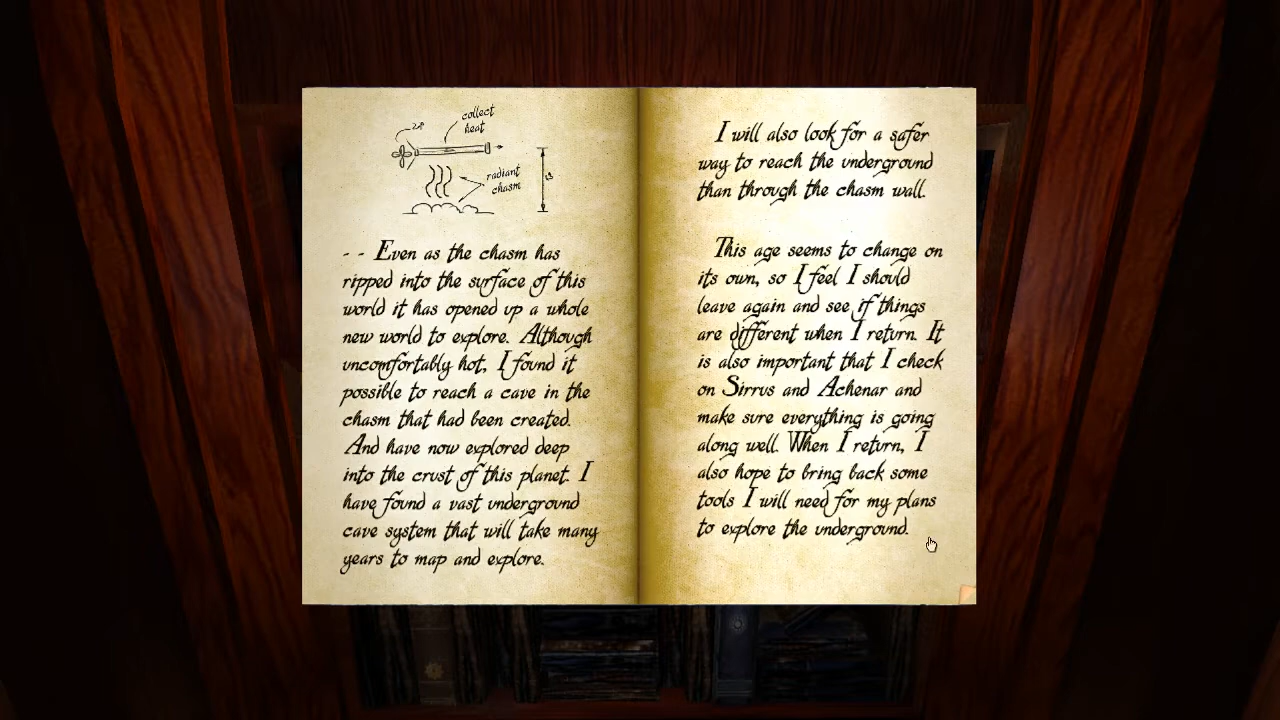 collect
heat
radiant
chasm
- - Even as the chasm has
ripped into the surface of this
world it has opened up a whole
new world to explore. Although
uncomfortably hot, I found it
possible to reach a cave in the
chasm that had been created.
And have now explored deep
into the crust of this planet. I
have found a vast underground
cave system that will take many
years to map and explore.
I will also look for a safer
way to reach the underground
than through the chasm wall.
This age seems to change on
its own, so I feel I should
leave again and see if things
are different when I return. It
is also important that I check
on Sirrus and Achenar and
make sure everything is going
along well. When I return, I
also hope to bring back some
tools I will need for my plans
to explore the underground.